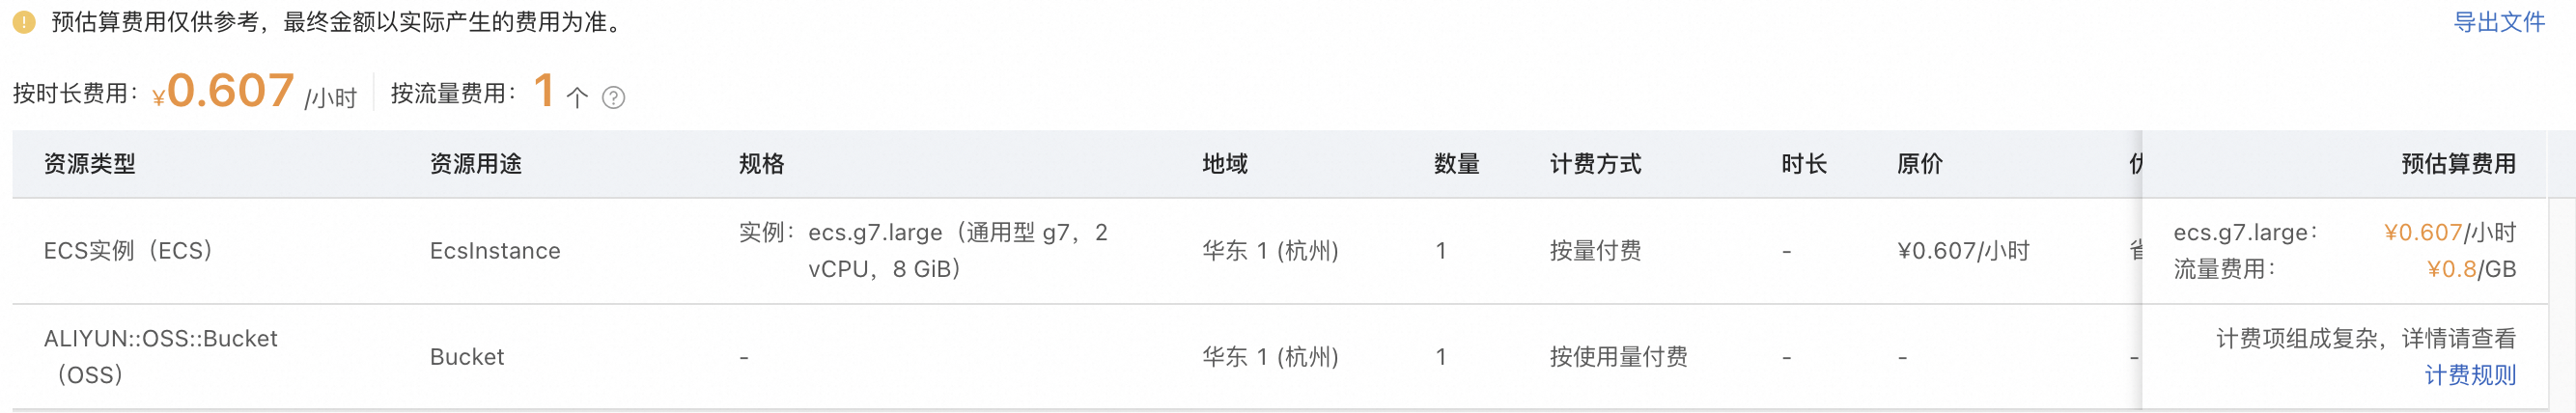 预估算费用仅供参考，最终金额以实际产生的费用为准。 导出文件
按时长费用：¥0.607 /小时 按流量费用：1 个
资源类型 资源用途 规格 地域 数量 计费方式 时长 原价 预估算费用
ECS实例（ECS） EcsInstance 实例：ecs.g7.large（通用型 g7，2 vCPU，8 GiB） 华东 1 (杭州) 1 按量付费 - ¥0.607/小时 ecs.g7.large： ¥0.607/小时
流量费用： ¥0.8/GB
ALIYUN::OSS::Bucket
（OSS） Bucket - 华东 1 (杭州) 1 按使用量付费 - - - 计费项组成复杂，详情请查看
计费规则